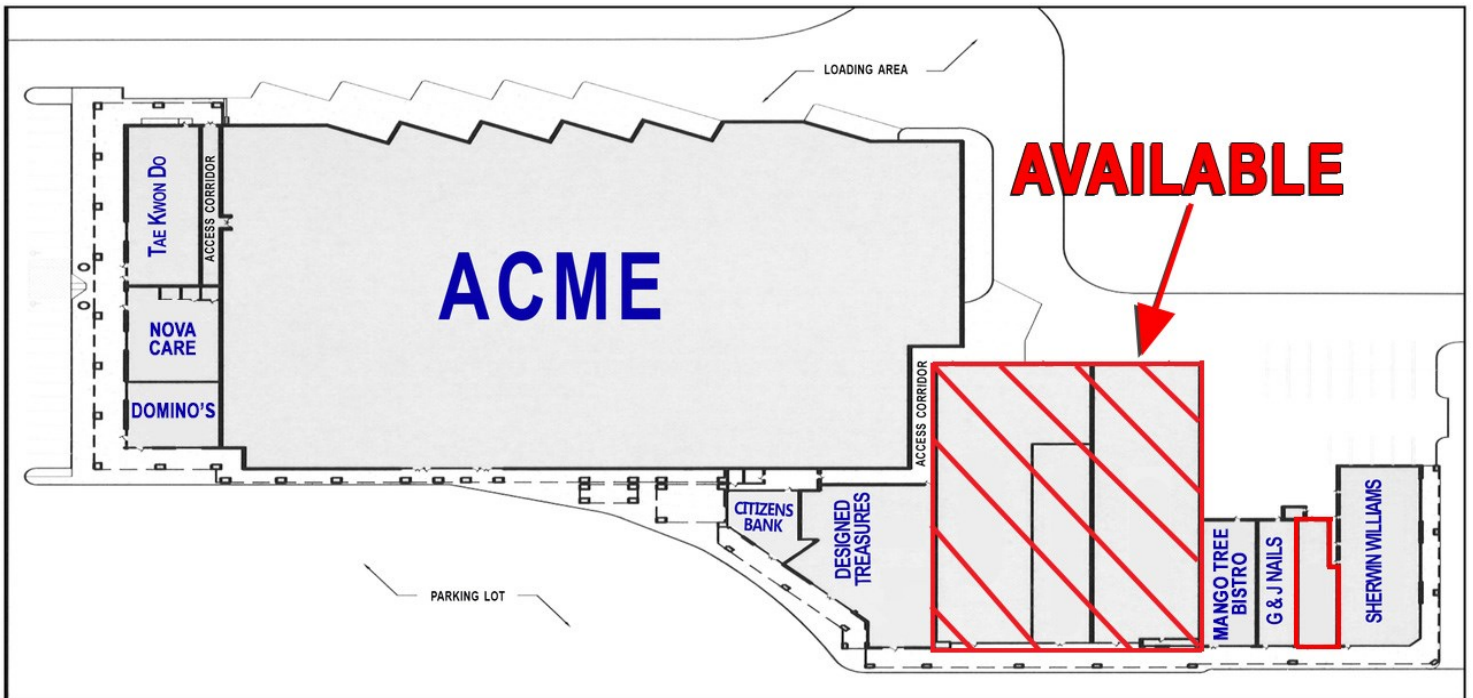 LOADING AREA
AVAILABLE
TAE KWON DO
ACCESS CORRIDOR
ACME
NOVA
CARE
DOMINO'S
ACCESS CORRIDOR
CITIZENS
BANK
DESIGNED
TREASURES
MANGO TREE
BISTRO
G & J NAILS
SHERWIN WILLIAMS
PARKING LOT